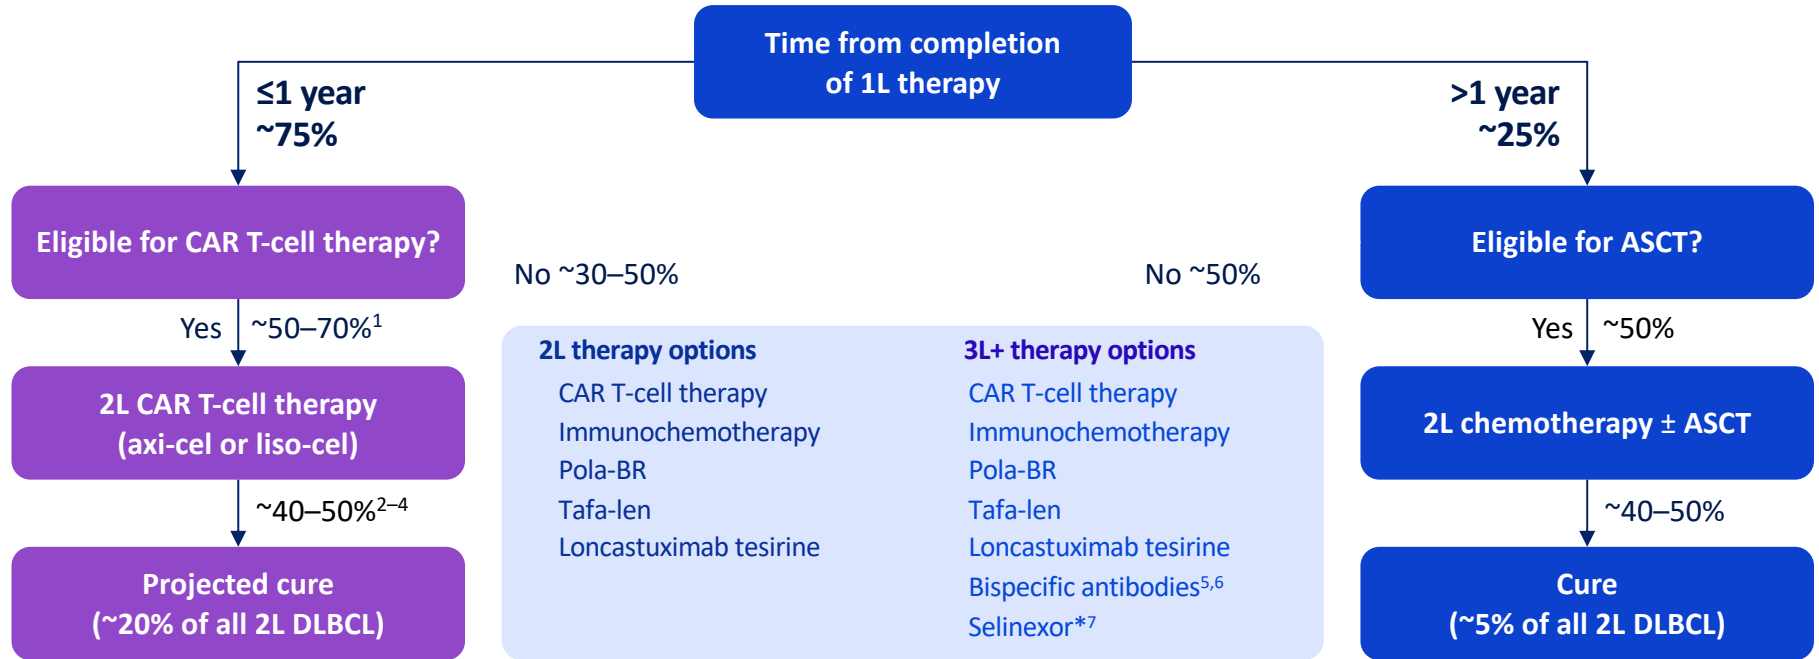 Time from completion
of 1L therapy
≤1 year
~75%
>1 year
~25%
Eligible for CAR T-cell therapy?
Eligible for ASCT?
No ~30–50%
No ~50%
Yes ~50–70%1
Yes ~50%
2L therapy options
CAR T-cell therapy
Immunochemotherapy
Pola-BR
Tafa-len
Loncastuximab tesirine
3L+ therapy options
CAR T-cell therapy
Immunochemotherapy
Pola-BR
Tafa-len
Loncastuximab tesirine
Bispecific antibodies5,6
Selinexor*7
2L CAR T-cell therapy
(axi-cel or liso-cel)
2L chemotherapy ± ASCT
~40–50%2–4
~40–50%
Projected cure
(~20% of all 2L DLBCL)
Cure
(~5% of all 2L DLBCL)